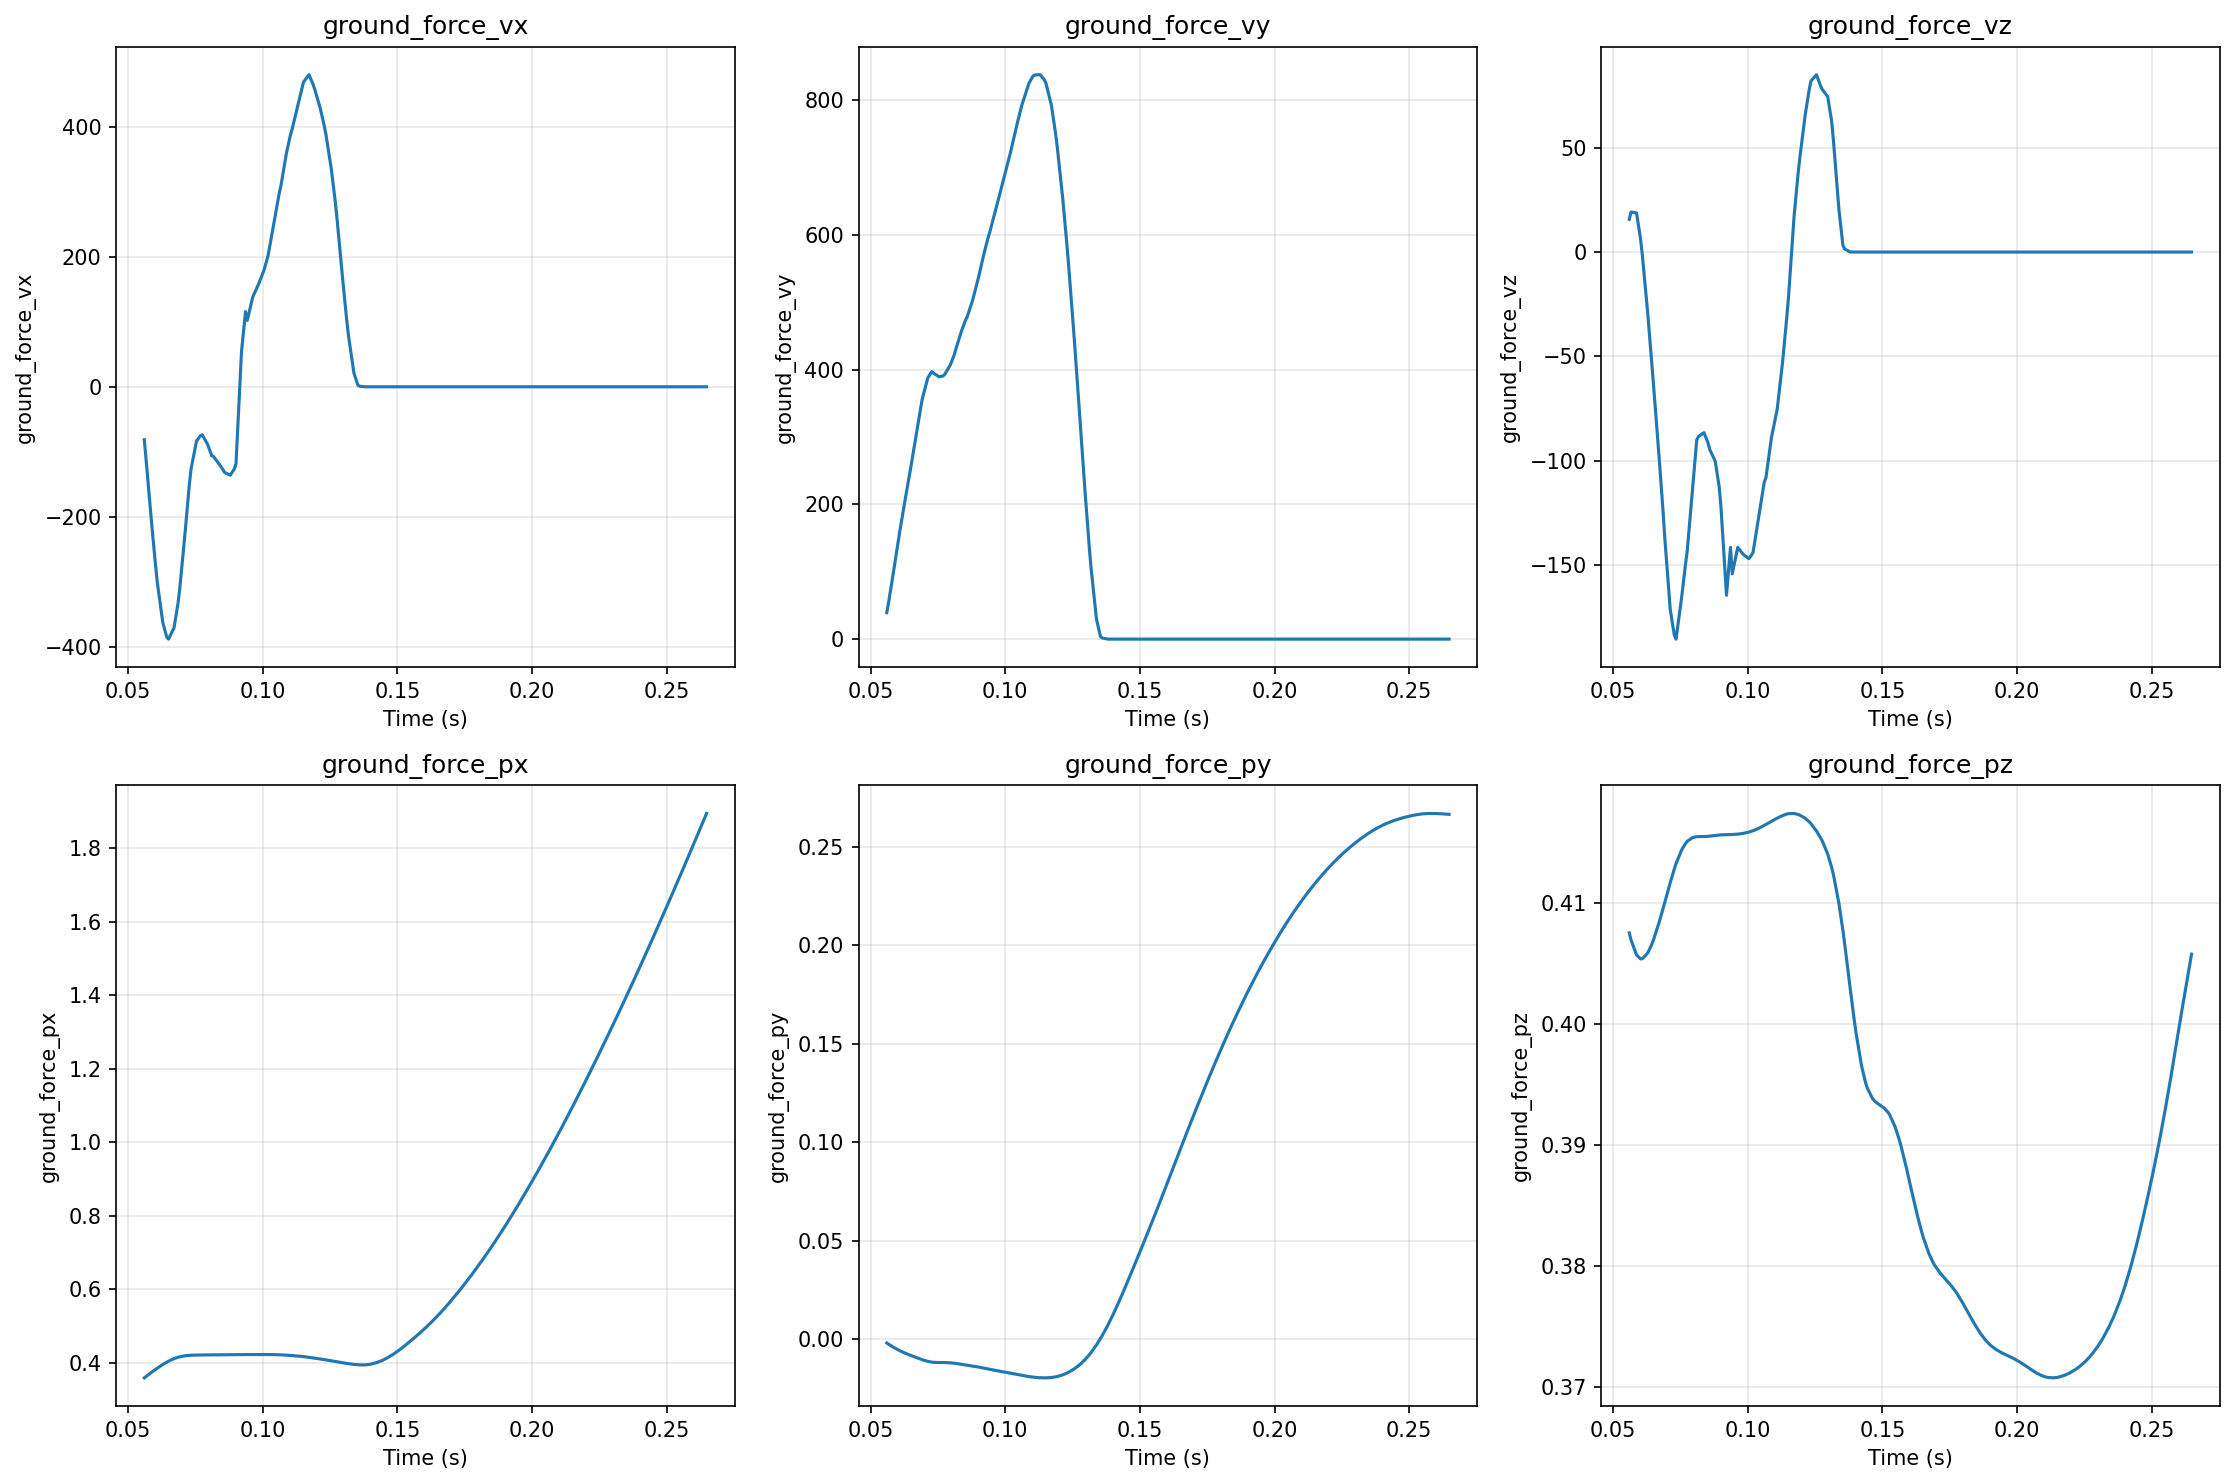 ground_force_vx
ground_force_vy
ground_force_vz
ground_force_vx
400
200
0
−200
−400
0.05 0.10 0.15 0.20 0.25
Time (s)
ground_force_vy
800
600
400
200
0
0.05 0.10 0.15 0.20 0.25
Time (s)
ground_force_vz
50
0
−50
−100
−150
0.05 0.10 0.15 0.20 0.25
Time (s)
ground_force_px
ground_force_py
ground_force_pz
ground_force_px
1.8
1.6
1.4
1.2
1.0
0.8
0.6
0.4
0.05 0.10 0.15 0.20 0.25
Time (s)
ground_force_py
0.25
0.20
0.15
0.10
0.05
0.00
0.05 0.10 0.15 0.20 0.25
Time (s)
ground_force_pz
0.41
0.40
0.39
0.38
0.37
0.05 0.10 0.15 0.20 0.25
Time (s)